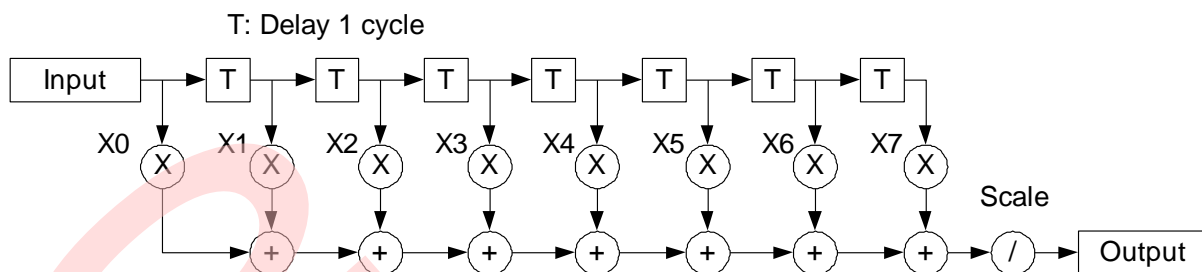 T: Delay 1 cycle
Input T T T T T T T
X0 X1 X2 X3 X4 X5 X6 X7
X X X X X X X X
Scale
+ + + + + + + / Output